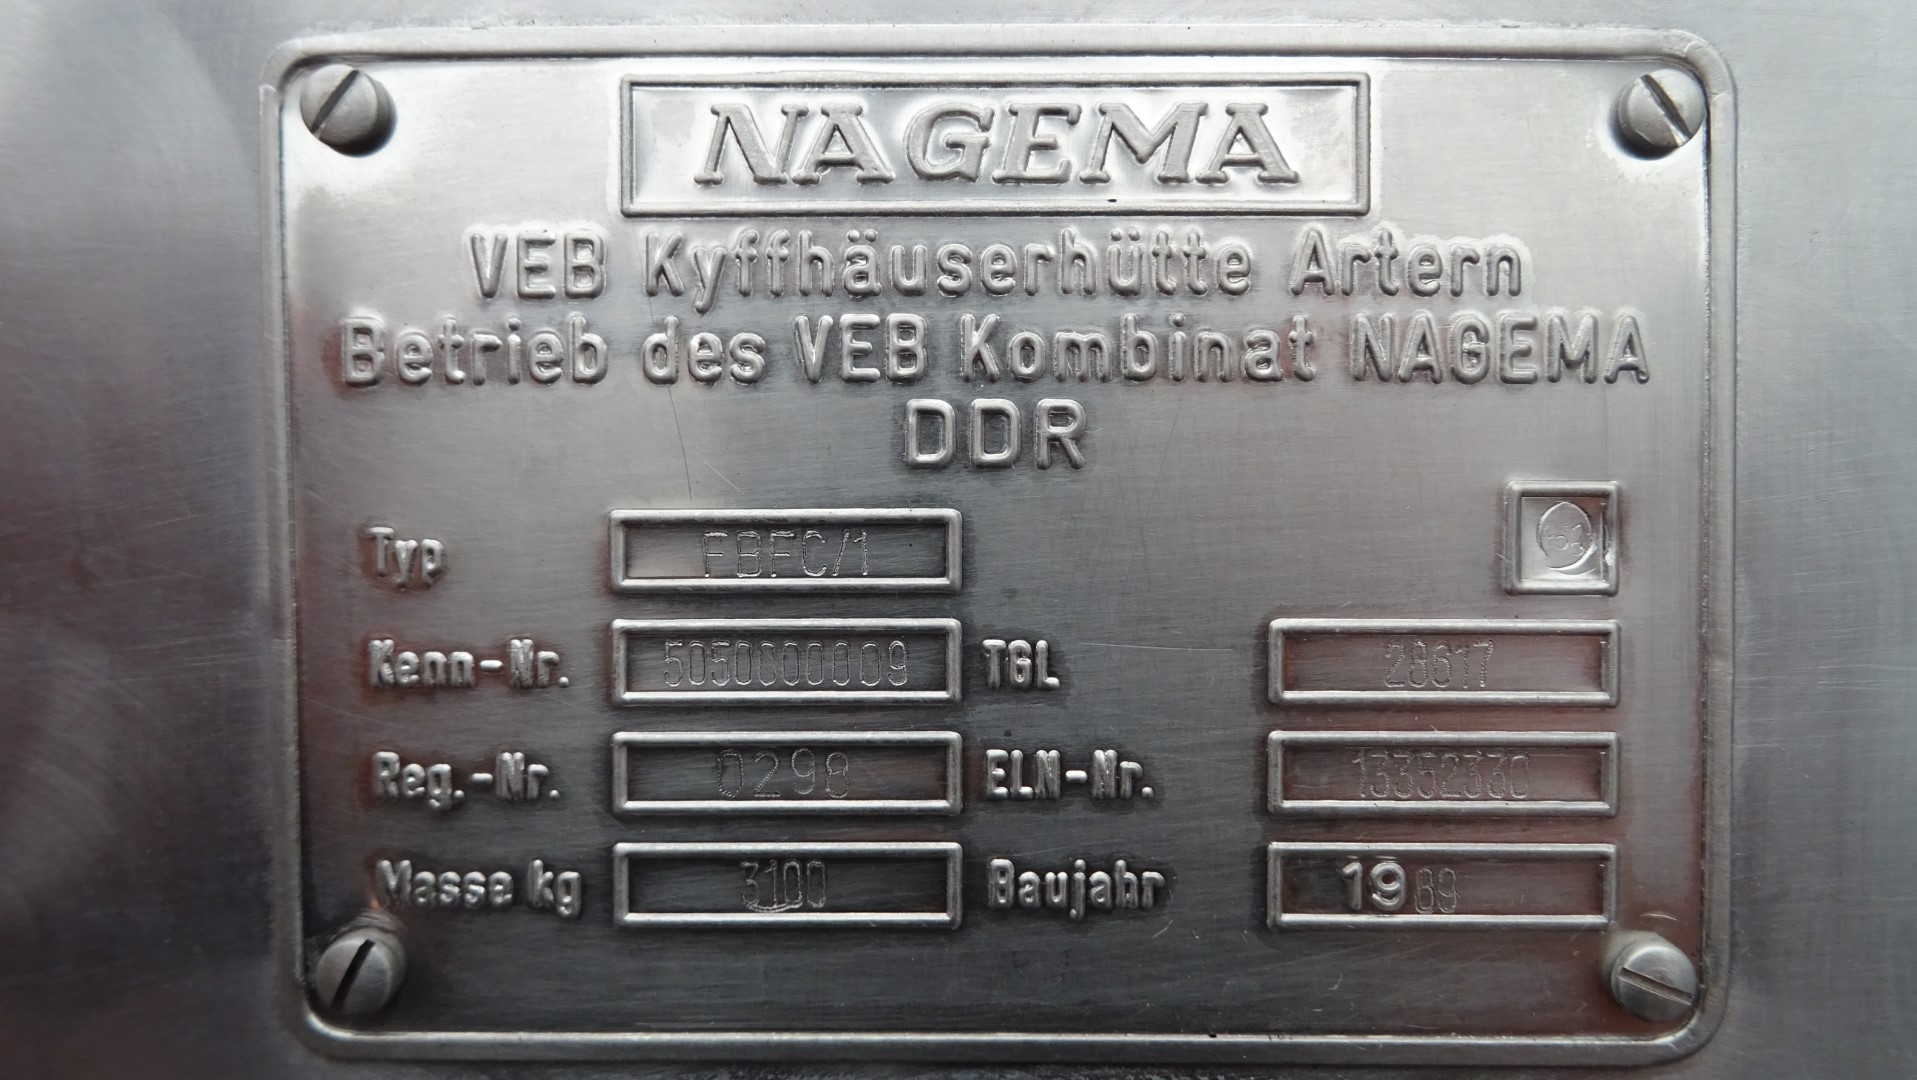 NAGEMA
VEB Kyffhäuserhütte Artern
Betrieb des VEB Kombinat NAGEMA
DDR
Typ FBFC/1
Kenn-Nr. 5050000009 TGL 28617
Reg.-Nr. 0298 ELN-Nr. 13352330
Masse kg 3100 Baujahr 1989